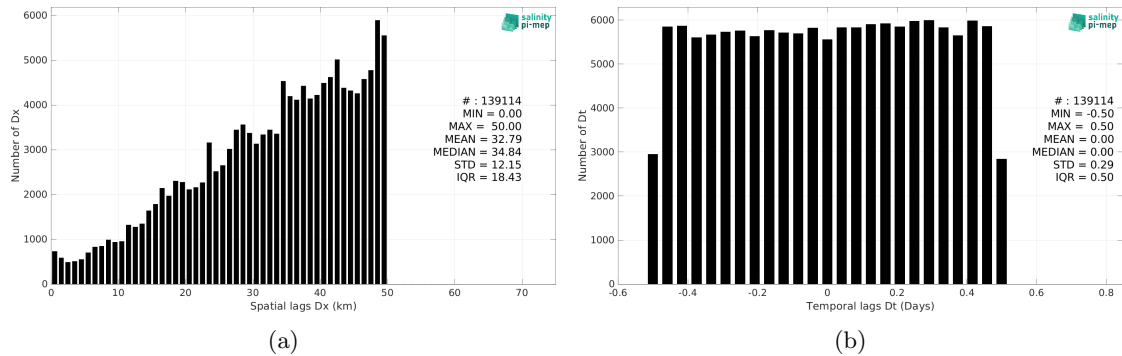 6000
5000
4000
3000
2000
1000
0
Number of Dx
0 10 20 30 40 50 60 70
Spatial lags Dx (km)
salinity
pi-mep
# : 139114
MIN = 0.00
MAX = 50.00
MEAN = 32.79
MEDIAN = 34.84
STD = 12.15
IQR = 18.43
(a)
6000
5000
4000
3000
2000
1000
0
Number of Dt
-0.6 -0.4 -0.2 0 0.2 0.4 0.6 0.8
Temporal lags Dt (Days)
salinity
pi-mep
# : 139114
MIN = -0.50
MAX = 0.50
MEAN = 0.00
MEDIAN = 0.00
STD = 0.29
IQR = 0.50
(b)